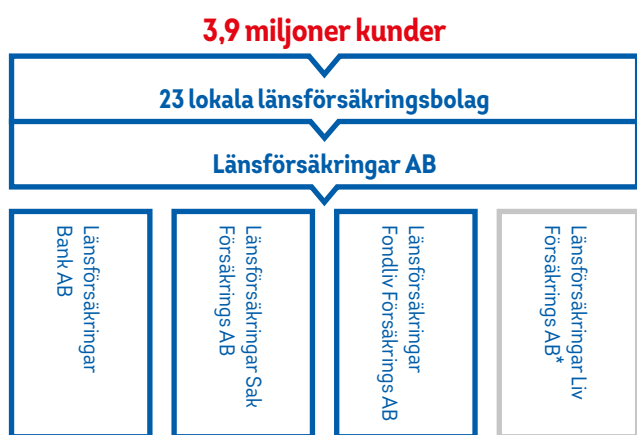 3,9 miljoner kunder
23 lokala länsförsäkringsbolag
Länsförsäkringar AB
Länsförsäkringar
Bank AB
Länsförsäkringar Sak
Försäkrings AB
Länsförsäkringar
Fondliv Försäkrings AB
Länsförsäkringar Liv
Försäkrings AB*